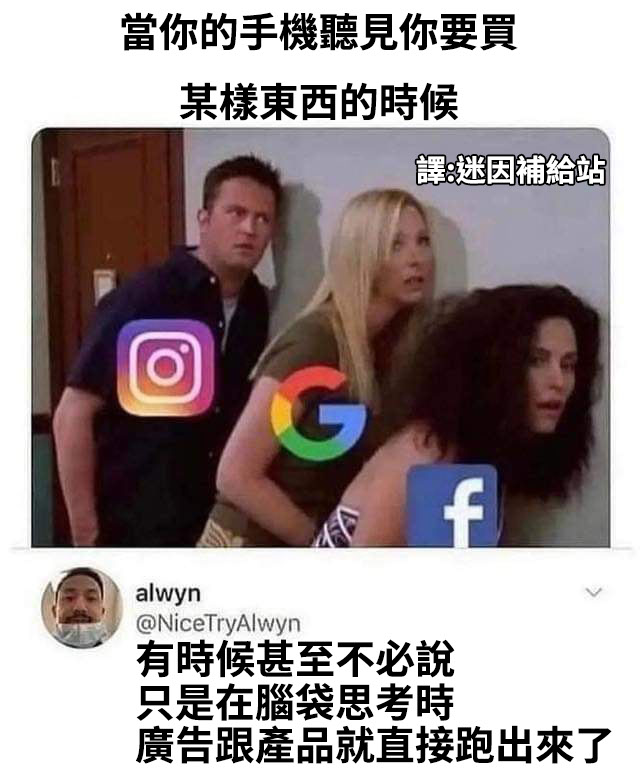 當你的手機聽見你要買
某樣東西的時候
譯:迷因補給站
G
f
alwyn
@NiceTryAlwyn
有時候甚至不必說
只是在腦袋思考時
廣告跟產品就直接跑出來了